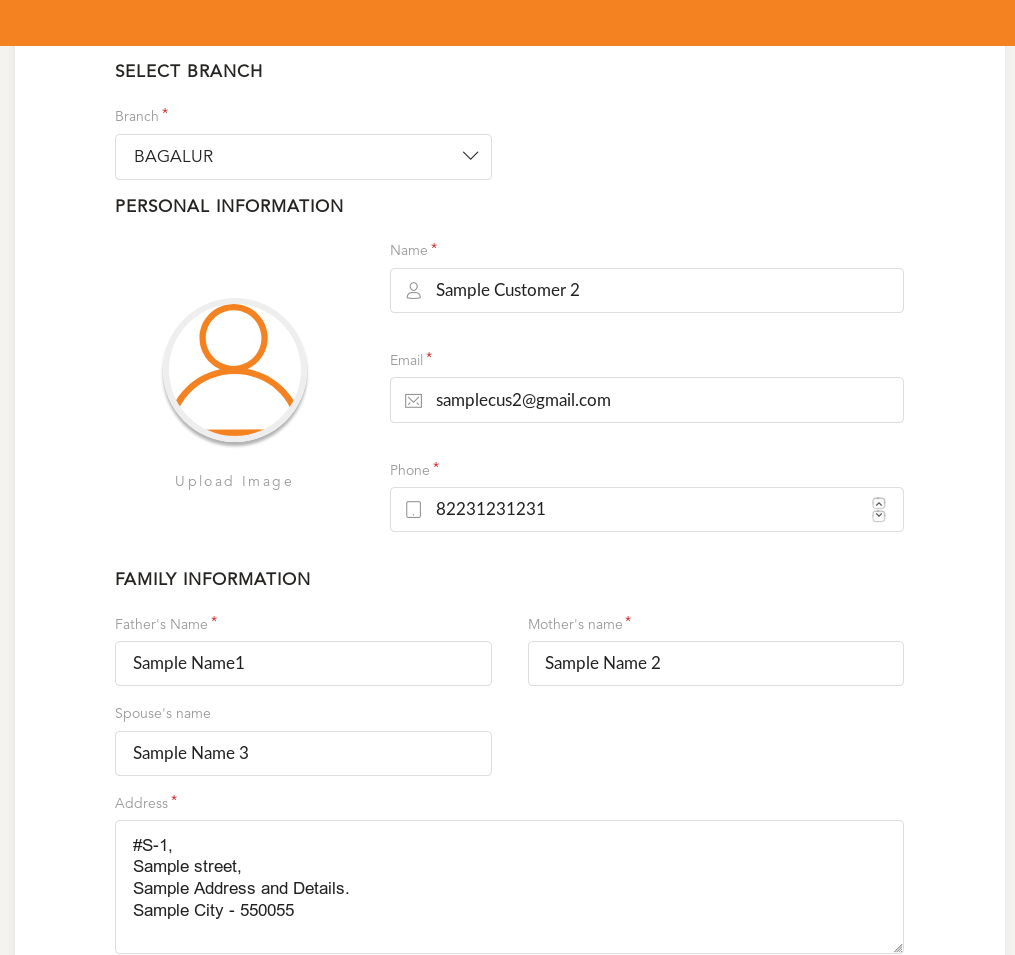 SELECT BRANCH
Branch *
BAGALUR
PERSONAL INFORMATION
Name *
Sample Customer 2
Email *
samplecus2@gmail.com
Upload Image
Phone *
82231231231
FAMILY INFORMATION
Father's Name * Mother's name *
Sample Name1 Sample Name 2
Spouse's name
Sample Name 3
Address *
#S-1,
Sample street,
Sample Address and Details.
Sample City - 550055